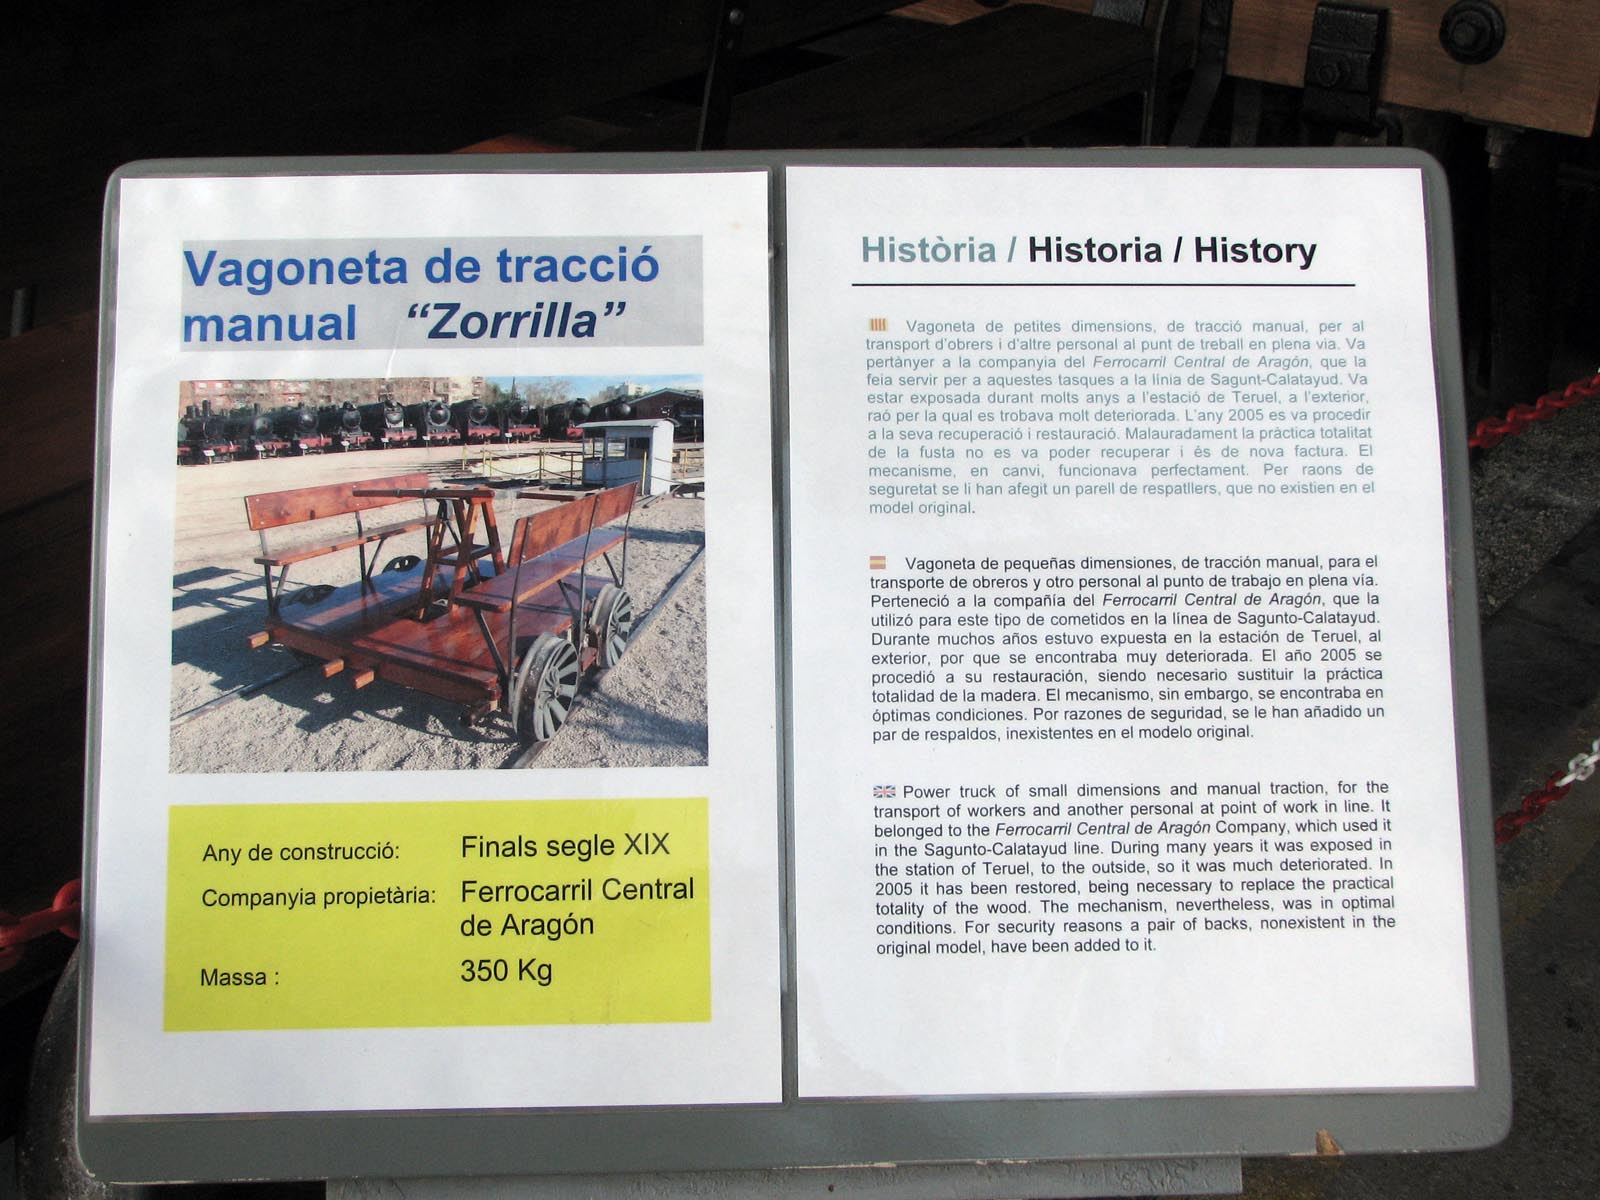 Vagoneta de tracció
manual “Zorrilla”
Any de construcció: Finals segle XIX
Companyia propietària: Ferrocarril Central
de Aragón
Massa : 350 Kg
Història / Historia / History
Vagoneta de petites dimensions, de tracció manual, per al
transport d’obrers i d’altre personal al punt de treball en plena via. Va
pertànyer a la companyia del Ferrocarril Central de Aragón, que la
feia servir per a aquestes tasques a la línia de Sagunt-Calatayud. Va
estar exposada durant molts anys a l’estació de Teruel, a l’exterior,
raó per la qual es trobava molt deteriorada. L’any 2005 es va procedir
a la seva recuperació i restauració. Malauradament la pràctica totalitat
de la fusta no es va poder recuperar i és de nova factura. El
mecanisme, en canvi, funcionava perfectament. Per raons de
seguretat se li han afegit un parell de respatllers, que no existien en el
model original.
Vagoneta de pequeñas dimensiones, de tracción manual, para el
transporte de obreros y otro personal al punto de trabajo en plena vía.
Perteneció a la compañía del Ferrocarril Central de Aragón, que la
utilizó para este tipo de cometidos en la línea de Sagunto-Calatayud.
Durante muchos años estuvo expuesta en la estación de Teruel, al
exterior, por que se encontraba muy deteriorada. El año 2005 se
procedió a su restauración, siendo necesario sustituir la práctica
totalidad de la madera. El mecanismo, sin embargo, se encontraba en
óptimas condiciones. Por razones de seguridad, se le han añadido un
par de respaldos, inexistentes en el modelo original.
Power truck of small dimensions and manual traction, for the
transport of workers and another personal at point of work in line. It
belonged to the Ferrocarril Central de Aragón Company, which used it
in the Sagunto-Calatayud line. During many years it was exposed in
the station of Teruel, to the outside, so it was much deteriorated. In
2005 it has been restored, being necessary to replace the practical
totality of the wood. The mechanism, nevertheless, was in optimal
conditions. For security reasons a pair of backs, nonexistent in the
original model, have been added to it.